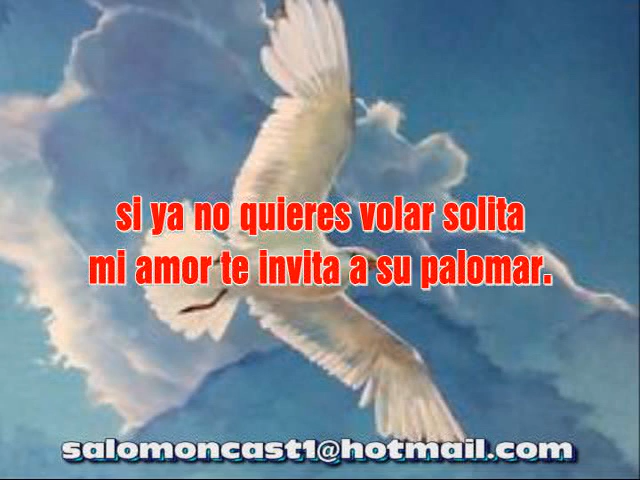 si ya no quieres volar solita
mi amor te invita a su palomar.
salomoncast1@hotmail.com